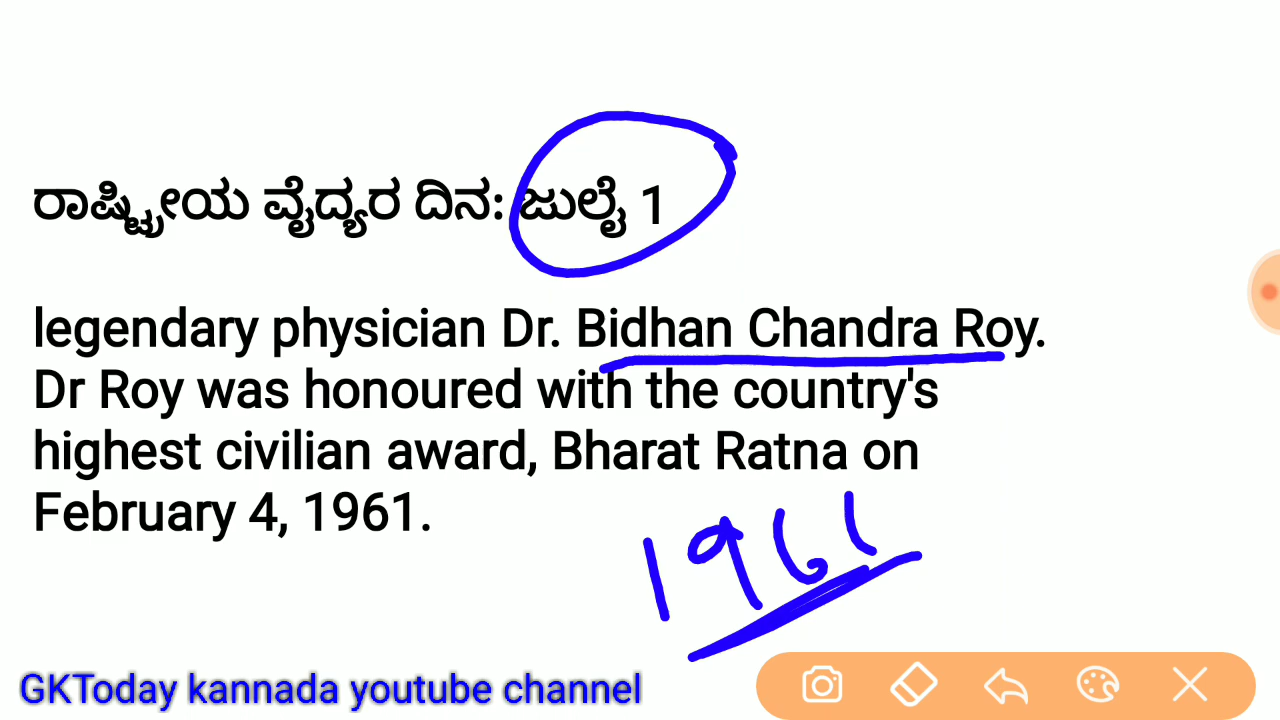 ರಾಷ್ಟ್ರೀಯ ವೈದ್ಯರ ದಿನ: ಜುಲೈ 1
legendary physician Dr. Bidhan Chandra Roy.
Dr Roy was honoured with the country's
highest civilian award, Bharat Ratna on
February 4, 1961.
1961
GKToday kannada youtube channel